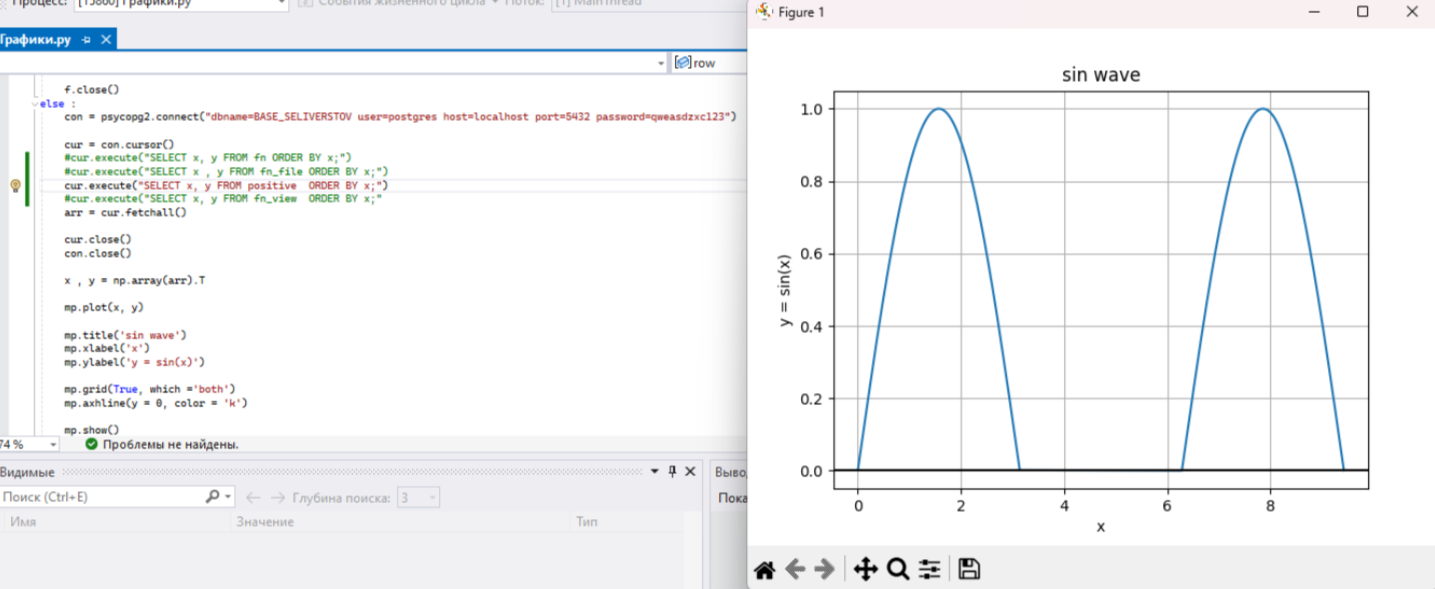 Процесс: [15860] Графики.py
События жизненного цикла
Поток: [1] MainThread
Графики.py
row
f.close()
else :
con = psycopg2.connect("dbname=BASE_SELIVERSTOV user=postgres host=localhost port=5432 password=qweasdzxc123")
cur = con.cursor()
#cur.execute("SELECT x, y FROM fn ORDER BY x;")
#cur.execute("SELECT x , y FROM fn_file ORDER BY x;")
cur.execute("SELECT x, y FROM positive  ORDER BY x;")
#cur.execute("SELECT x, y FROM fn_view  ORDER BY x;"
arr = cur.fetchall()
cur.close()
con.close()
x , y = np.array(arr).T
mp.plot(x, y)
mp.title('sin wave')
mp.xlabel('x')
mp.ylabel('y = sin(x)')
mp.grid(True, which ='both')
mp.axhline(y = 0, color = 'k')
mp.show()
74 %
Проблемы не найдены.
Видимые
Поиск (Ctrl+E)
Глубина поиска: 3
Имя Значение Тип
Выво
Пока
Figure 1
sin wave
1.0
0.8
0.6
0.4
0.2
0.0
y = sin(x)
0 2 4 6 8
x